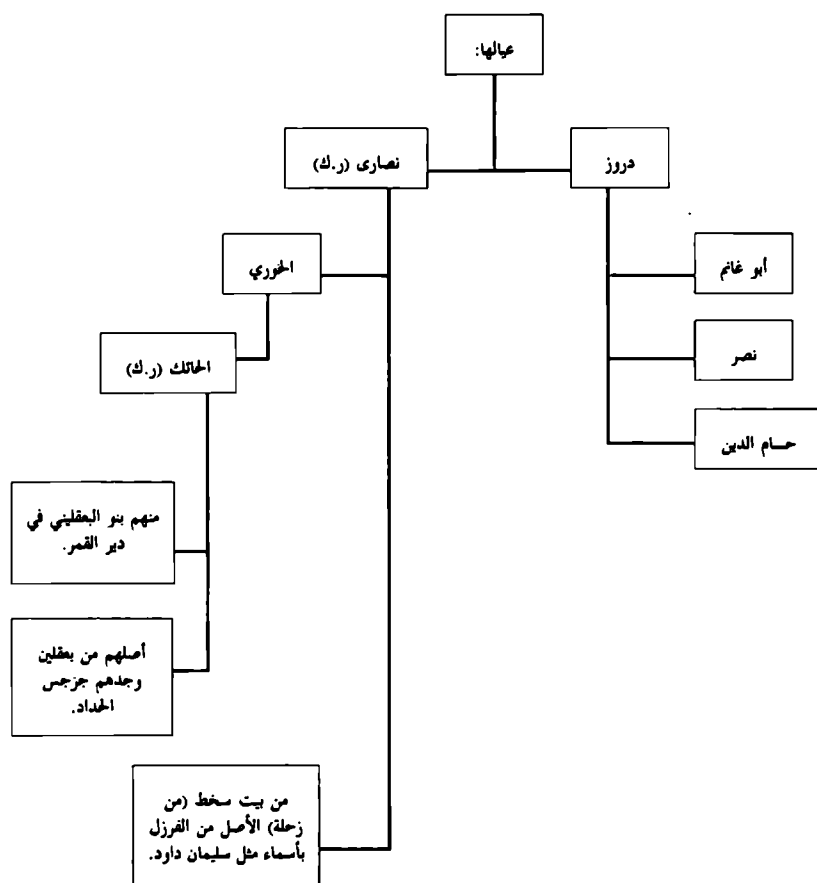 عيالها:
دروز
نصارى (ر.ك)
أبو غانم
نصر
حسام الدين
الخوري
الحائك (ر.ك)
منهم بنو البعقليني في
دير القمر.
أصلهم من بعقلين
وجدهم جرجس
الحداد.
من بيت سخط (من
زحلة) الأصل من الفرزل
بأسماء مثل سليمان داود.